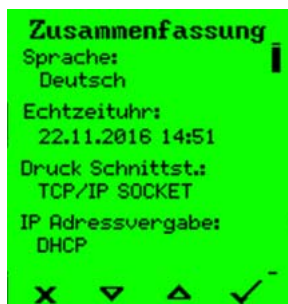 Zusammenfassung
Sprache:
Deutsch
Echtzeituhr:
22.11.2016 14:51
Druck Schnittst.:
TCP/IP SOCKET
IP Adressvergabe:
DHCP